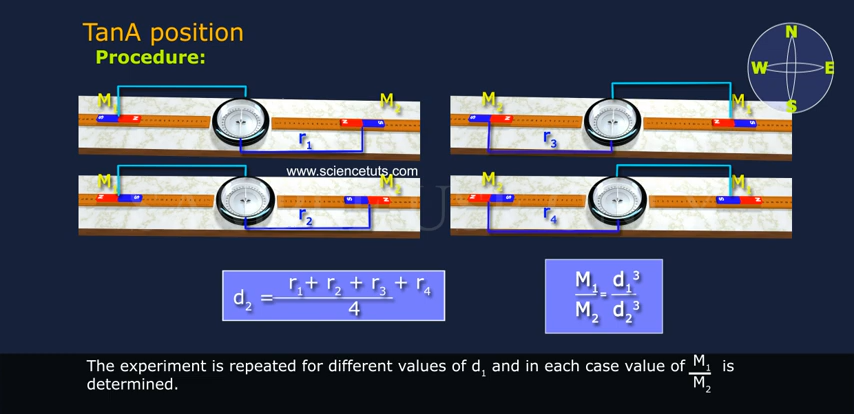 TanA position
Procedure:
N
W E
S
M₁ M₂
r₁
M₂ M₁
r₃
www.sciencetuts.com
M₁ M₂
r₂
M₂ M₁
r₄
d₂ = (r₁ + r₂ + r₃ + r₄) / 4
M₁/M₂ = d₁³/d₂³
The experiment is repeated for different values of d₁ and in each case value of M₁/M₂ is
determined.